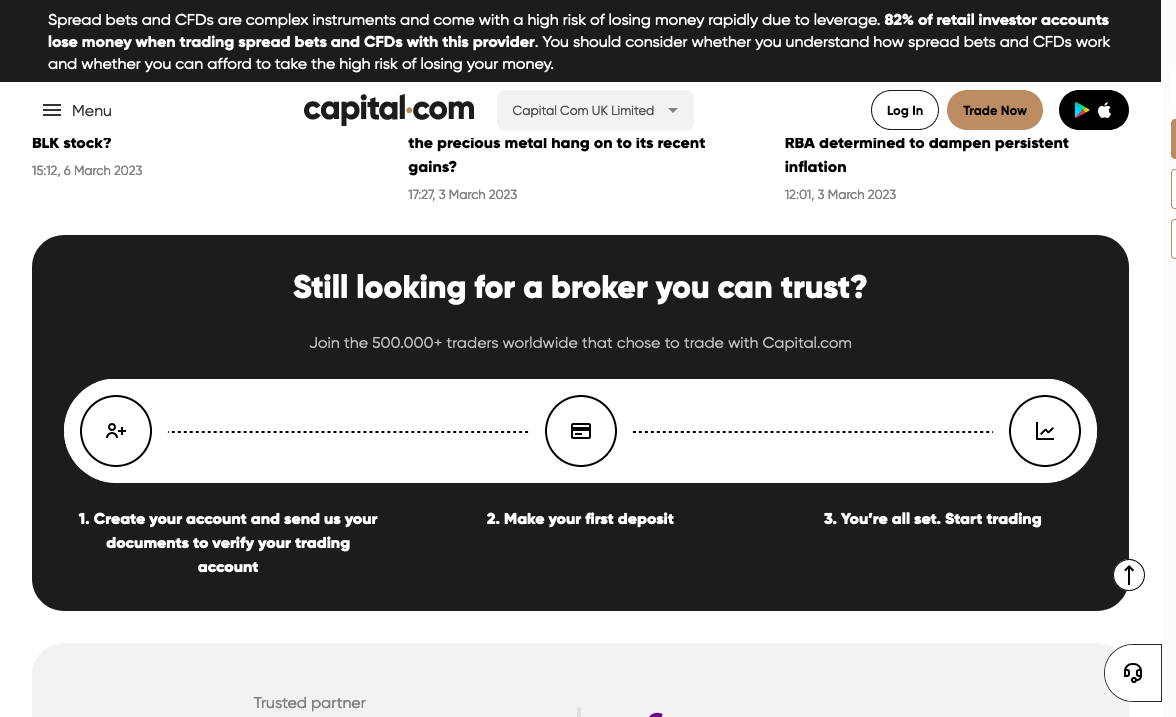 Spread bets and CFDs are complex instruments and come with a high risk of losing money rapidly due to leverage. 82% of retail investor accounts
lose money when trading spread bets and CFDs with this provider. You should consider whether you understand how spread bets and CFDs work
and whether you can afford to take the high risk of losing your money.
Menu
capital.com
Capital Com UK Limited
Log In
Trade Now
BLK stock?
15:12, 6 March 2023
the precious metal hang on to its recent
gains?
17:27, 3 March 2023
RBA determined to dampen persistent
inflation
12:01, 3 March 2023
Still looking for a broker you can trust?
Join the 500.000+ traders worldwide that chose to trade with Capital.com
1. Create your account and send us your
documents to verify your trading
account
2. Make your first deposit
3. You’re all set. Start trading
Trusted partner